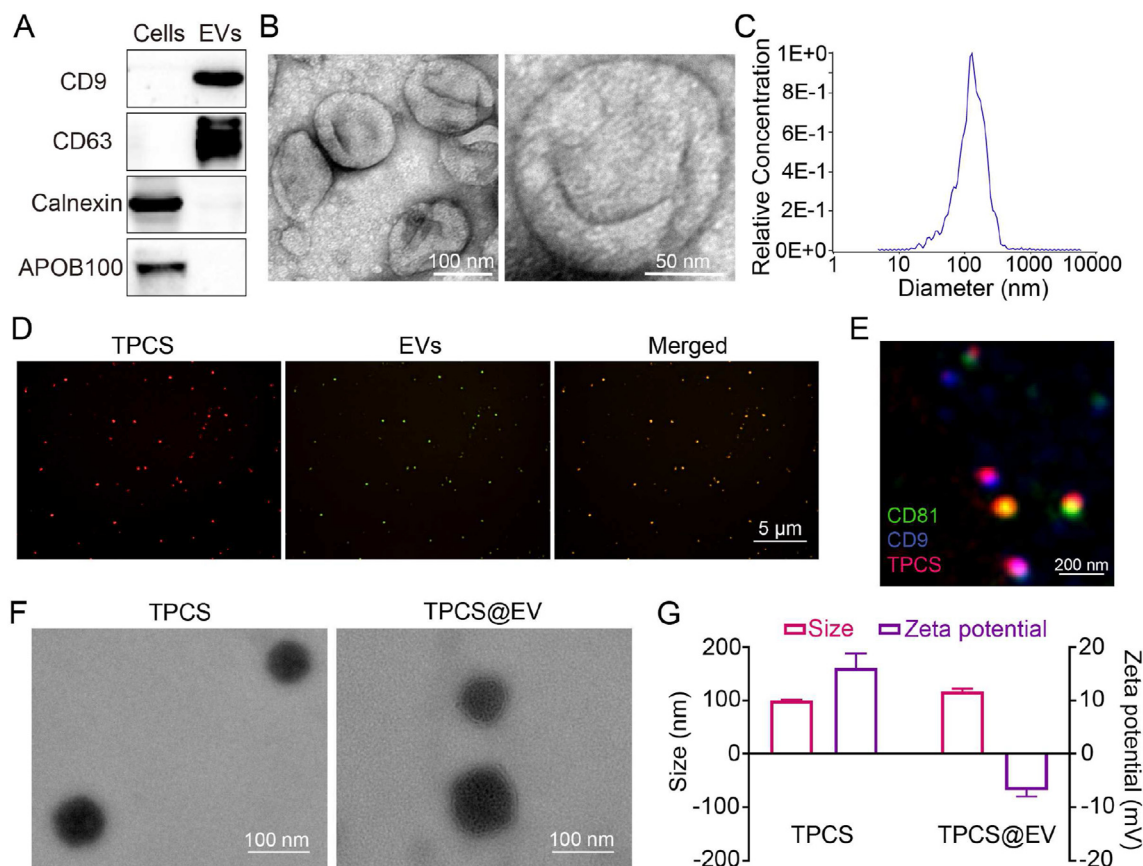 A
Cells EVs
CD9
CD63
Calnexin
APOB100
B
100 nm
50 nm
C
Relative Concentration
1E+0
8E-1
6E-1
4E-1
2E-1
0E+0
1 10 100 1000 10000
Diameter (nm)
D
TPCS EVs Merged
5 µm
E
CD81
CD9
TPCS
200 nm
F
TPCS TPCS@EV
100 nm 100 nm
G
Size Zeta potential
Size (nm)
200
100
0
-100
-200
20
10
0
-10
-20
Zeta potential (mV)
TPCS TPCS@EV